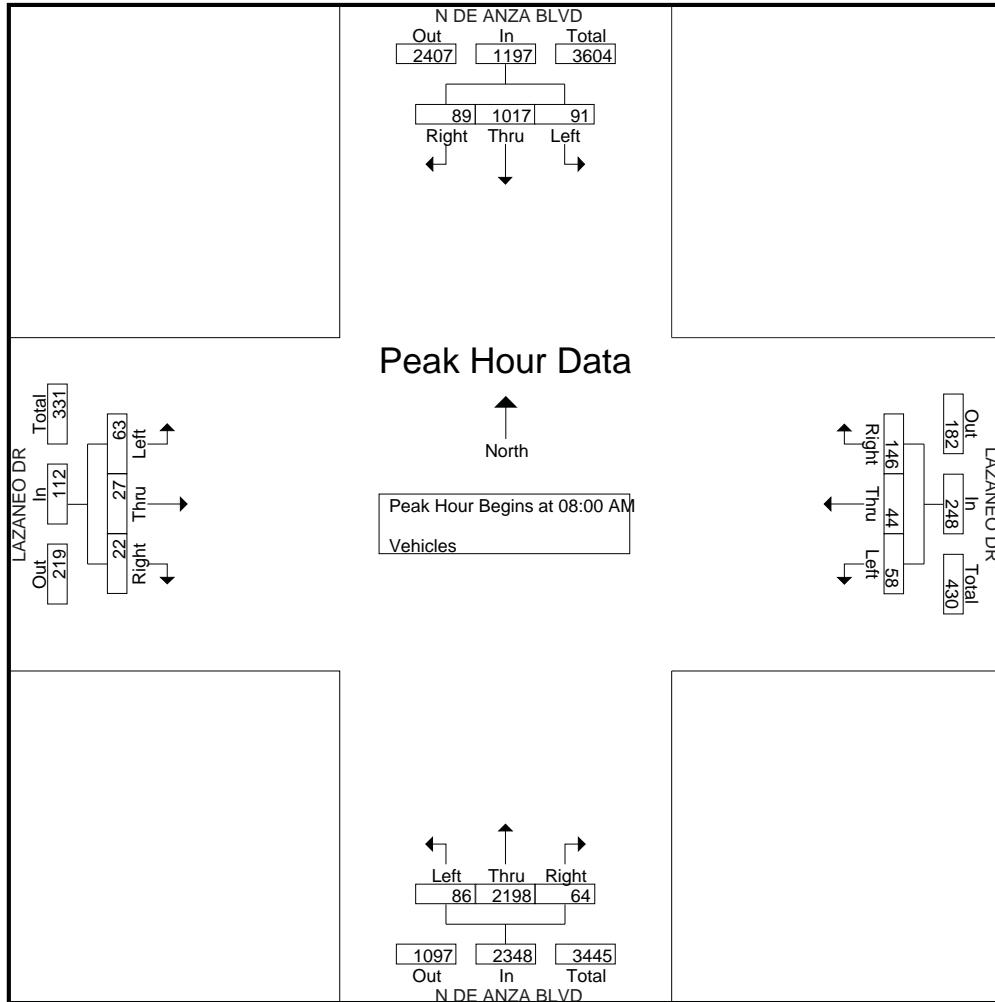 N DE ANZA BLVD
Out In Total
2407 1197 3604
89 1017 91
Right Thru Left
Peak Hour Data
North
Peak Hour Begins at 08:00 AM
Vehicles
LAZANEO DR
Total In Out
331 112 219
63 27 22
Left Thru Right
LAZANEO DR
Out In Total
182 248 430
146 44 58
Right Thru Left
Left Thru Right
86 2198 64
1097 2348 3445
Out In Total
N DE ANZA BLVD